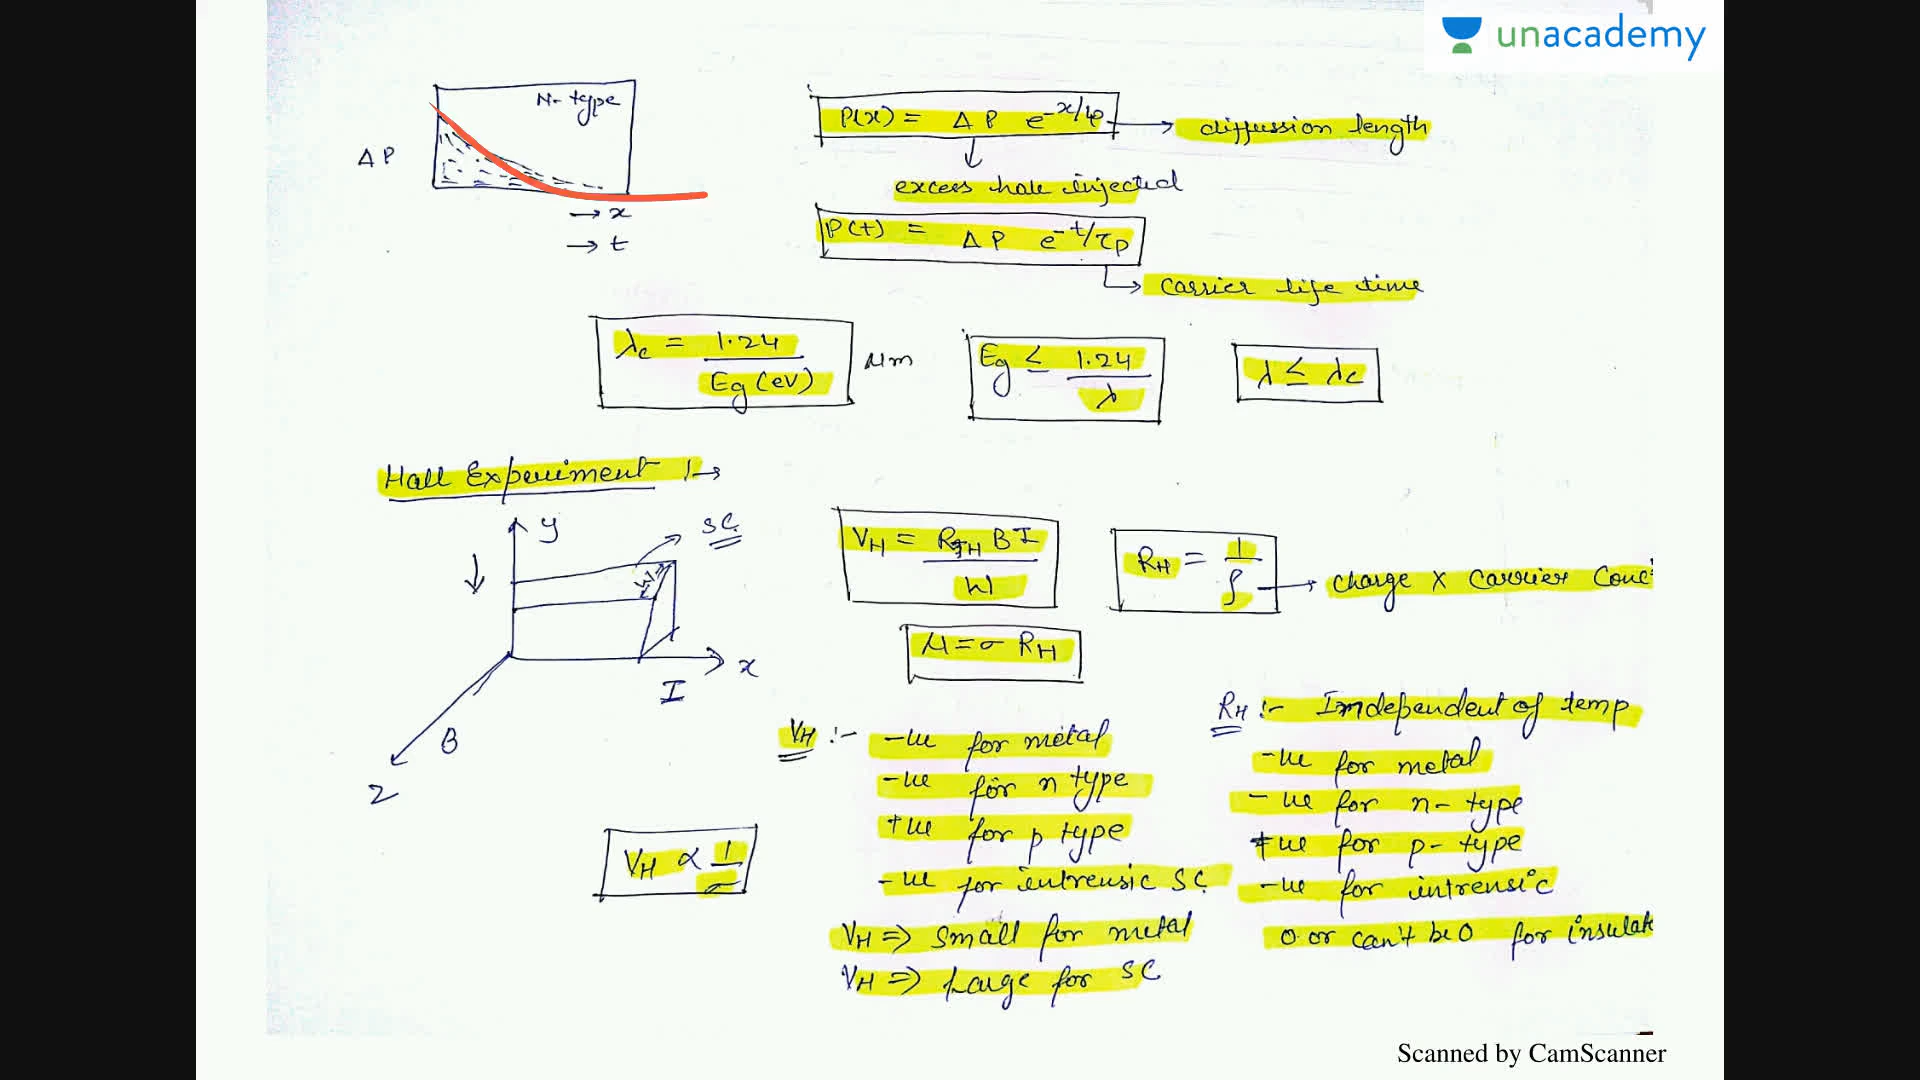 unacademy
N-type
ΔP
→ x
→ t
P(x) = ΔP e^-x/Lp → diffussion length
excess hole injected
P(t) = ΔP e^-t/τp
→ carrier life time
λc = 1.24 / Eg(eV) μm
Eg ≤ 1.24 / λ
λ ≤ λc
Hall Experiment :→
y
SC
W
x
I
B
Z
VH = RH B I / W
RH = 1 / ρ → charge x carrier Conc
μ = σ RH
VH :- -ve for metal
-ve for n type
+ve for p type
-ve for intrensic SC
VH => Small for metal
VH => Large for SC
RH :- Independent of temp
-ve for metal
-ve for n-type
+ve for p-type
-ve for intrensic
0 or can't be 0 for insulat
VH ∝ 1 / σ
Scanned by CamScanner